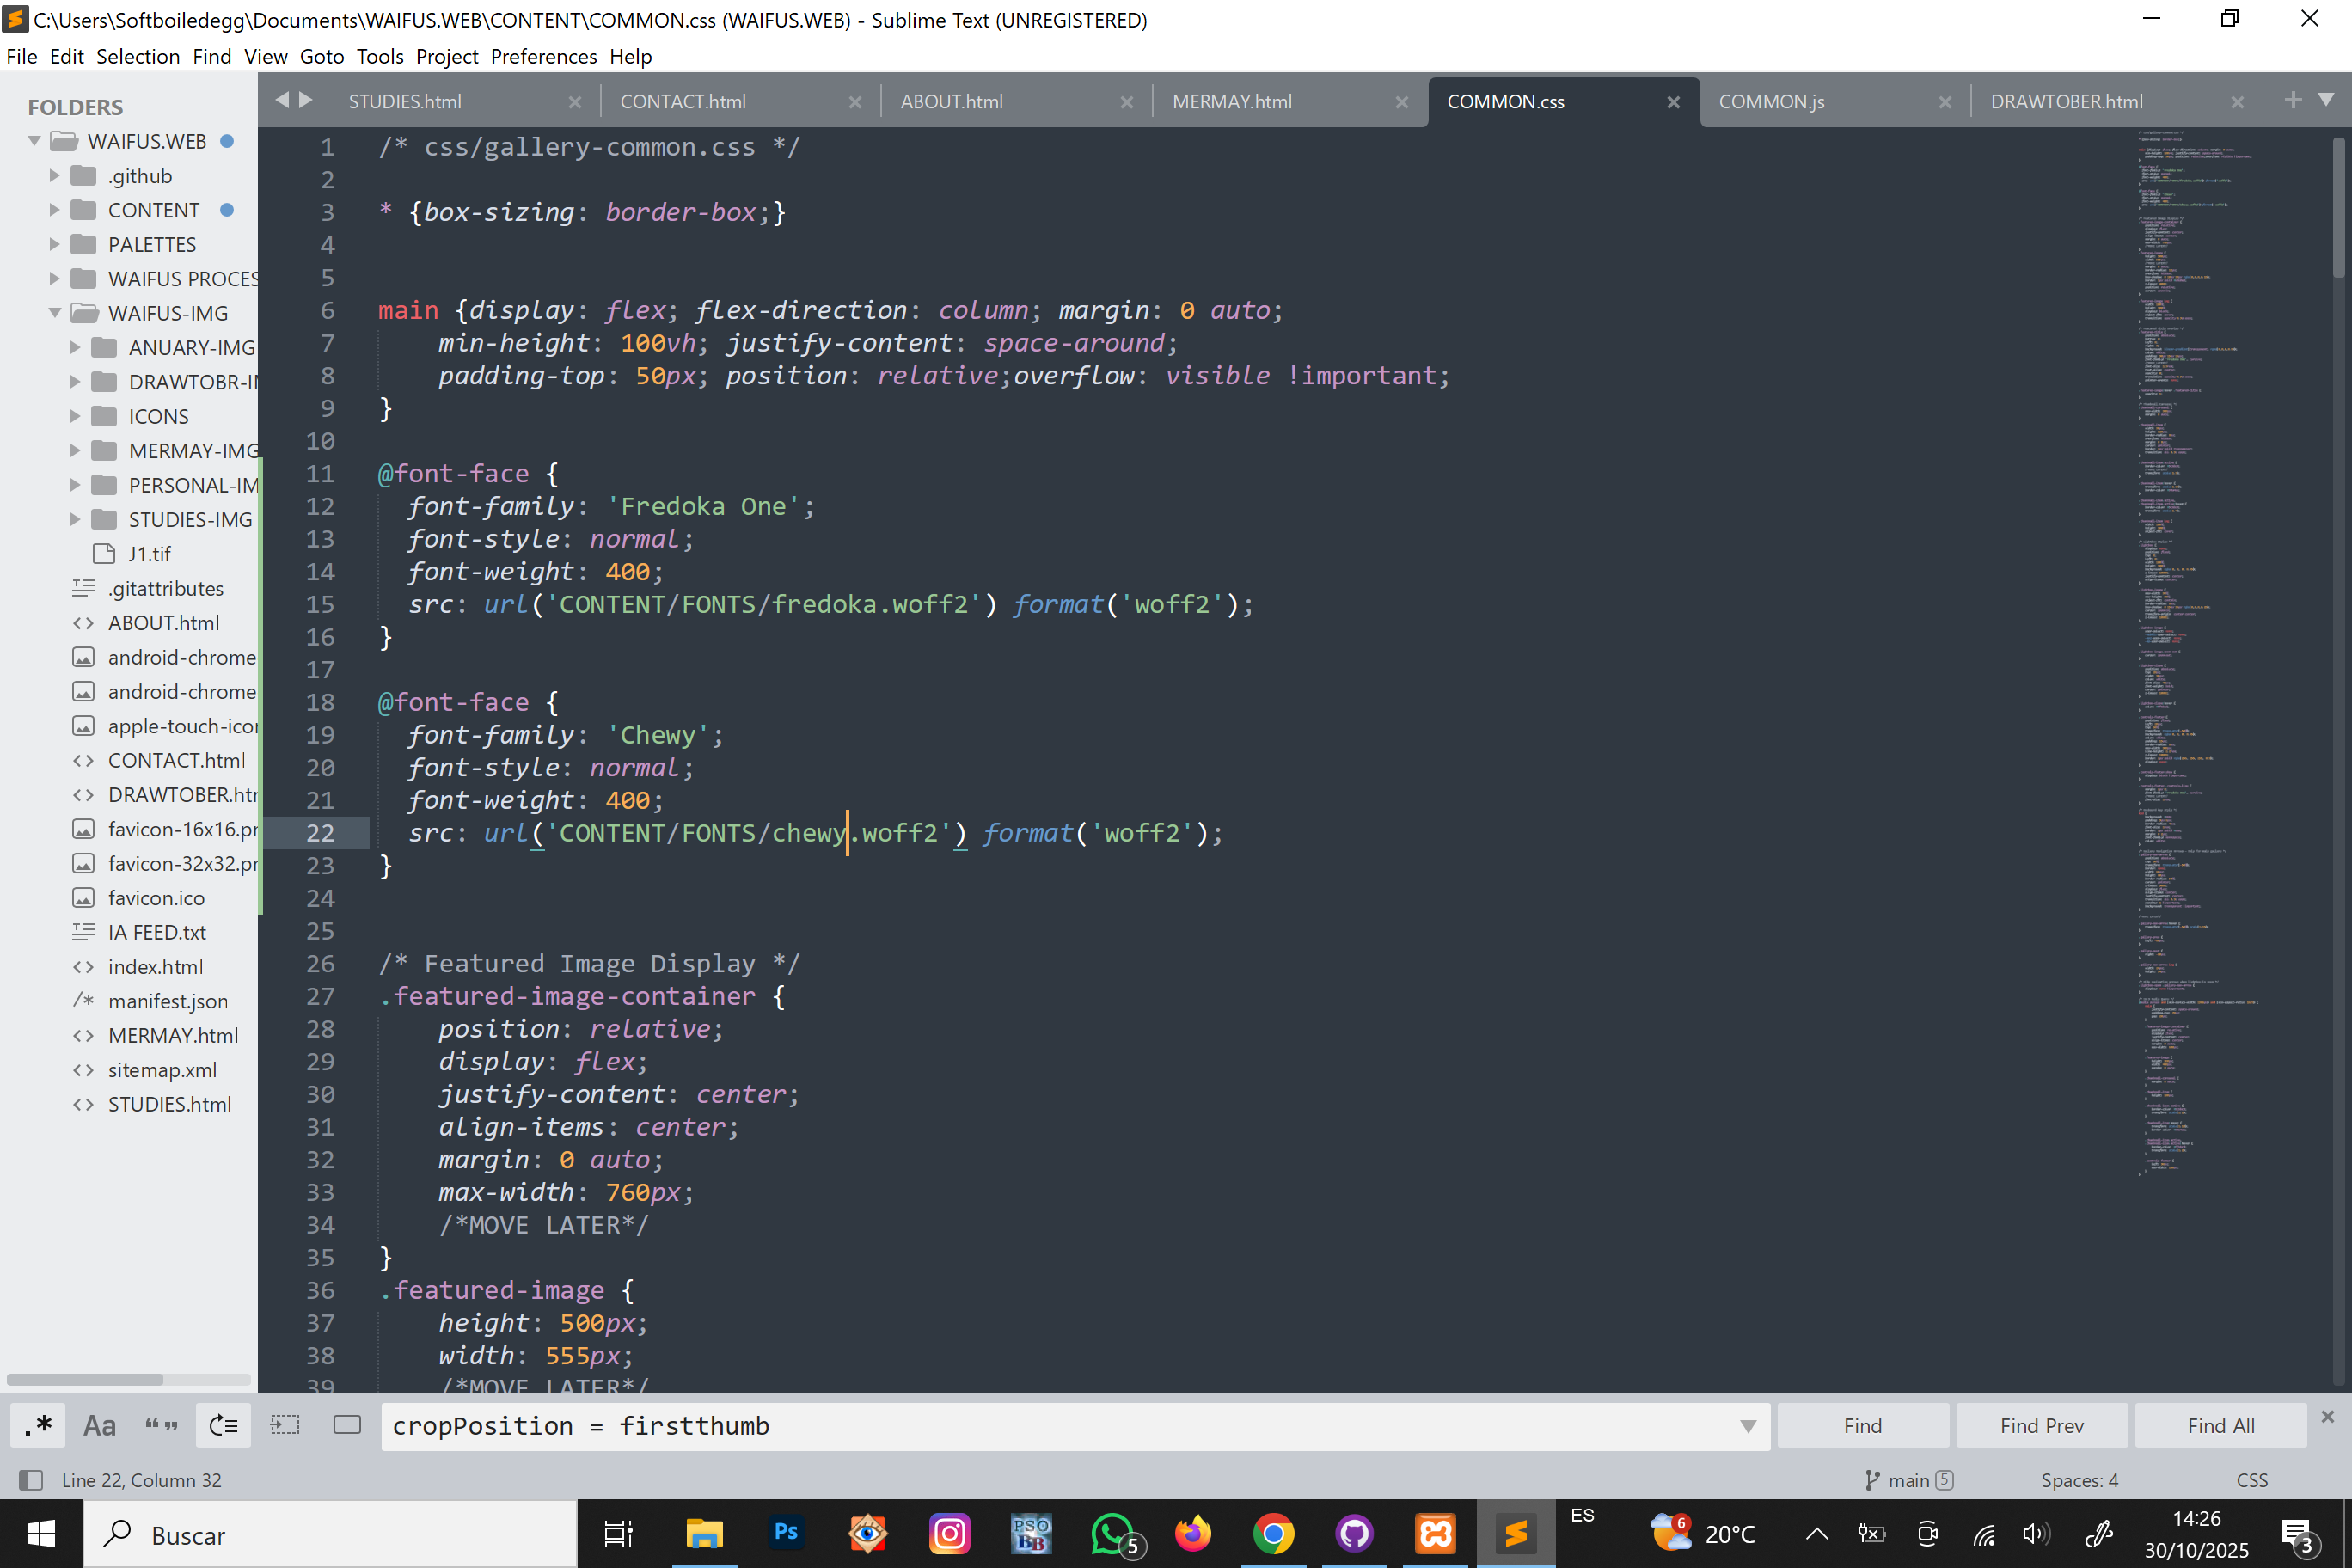 C:\Users\Softboiledegg\Documents\WAIFUS.WEB\CONTENT\COMMON.css (WAIFUS.WEB) - Sublime Text (UNREGISTERED)
File Edit Selection Find View Goto Tools Project Preferences Help
STUDIES.html CONTACT.html ABOUT.html MERMAY.html COMMON.css COMMON.js DRAWTOBER.html
FOLDERS
WAIFUS.WEB
.github
CONTENT
PALETTES
WAIFUS PROCES
WAIFUS-IMG
ANUARY-IMG
DRAWTOBR-I
ICONS
MERMAY-IMG
PERSONAL-IM
STUDIES-IMG
J1.tif
.gitattributes
ABOUT.html
android-chrome
android-chrome
apple-touch-ico
CONTACT.html
DRAWTOBER.ht
favicon-16x16.p
favicon-32x32.p
favicon.ico
IA FEED.txt
index.html
manifest.json
MERMAY.html
sitemap.xml
STUDIES.html
1 /* css/gallery-common.css */
2
3 * {box-sizing: border-box;}
4
5
6 main {display: flex; flex-direction: column; margin: 0 auto;
7 min-height: 100vh; justify-content: space-around;
8 padding-top: 50px; position: relative;overflow: visible !important;
9 }
10
11 @font-face {
12 font-family: 'Fredoka One';
13 font-style: normal;
14 font-weight: 400;
15 src: url('CONTENT/FONTS/fredoka.woff2') format('woff2');
16 }
17
18 @font-face {
19 font-family: 'Chewy';
20 font-style: normal;
21 font-weight: 400;
22 src: url('CONTENT/FONTS/chewy.woff2') format('woff2');
23 }
24
25
26 /* Featured Image Display */
27 .featured-image-container {
28 position: relative;
29 display: flex;
30 justify-content: center;
31 align-items: center;
32 margin: 0 auto;
33 max-width: 760px;
34 /*MOVE LATER*/
35 }
36 .featured-image {
37 height: 500px;
38 width: 555px;
39 /*MOVE LATER*/
.* Aa “” cropPosition = firstthumb Find Find Prev Find All
Line 22, Column 32 main 5 Spaces: 4 CSS
Buscar Ps PSO BB 5 ES 6 20°C 14:26
30/10/2025 3